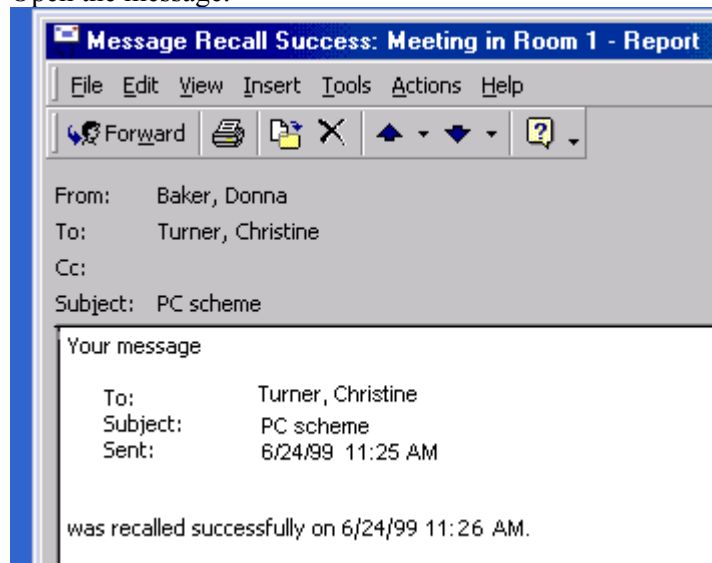 Open the message.
Message Recall Success: Meeting in Room 1 - Report
File Edit View Insert Tools Actions Help
Forward
From: Baker, Donna
To: Turner, Christine
Cc:
Subject: PC scheme
Your message
To: Turner, Christine
Subject: PC scheme
Sent: 6/24/99 11:25 AM
was recalled successfully on 6/24/99 11:26 AM.